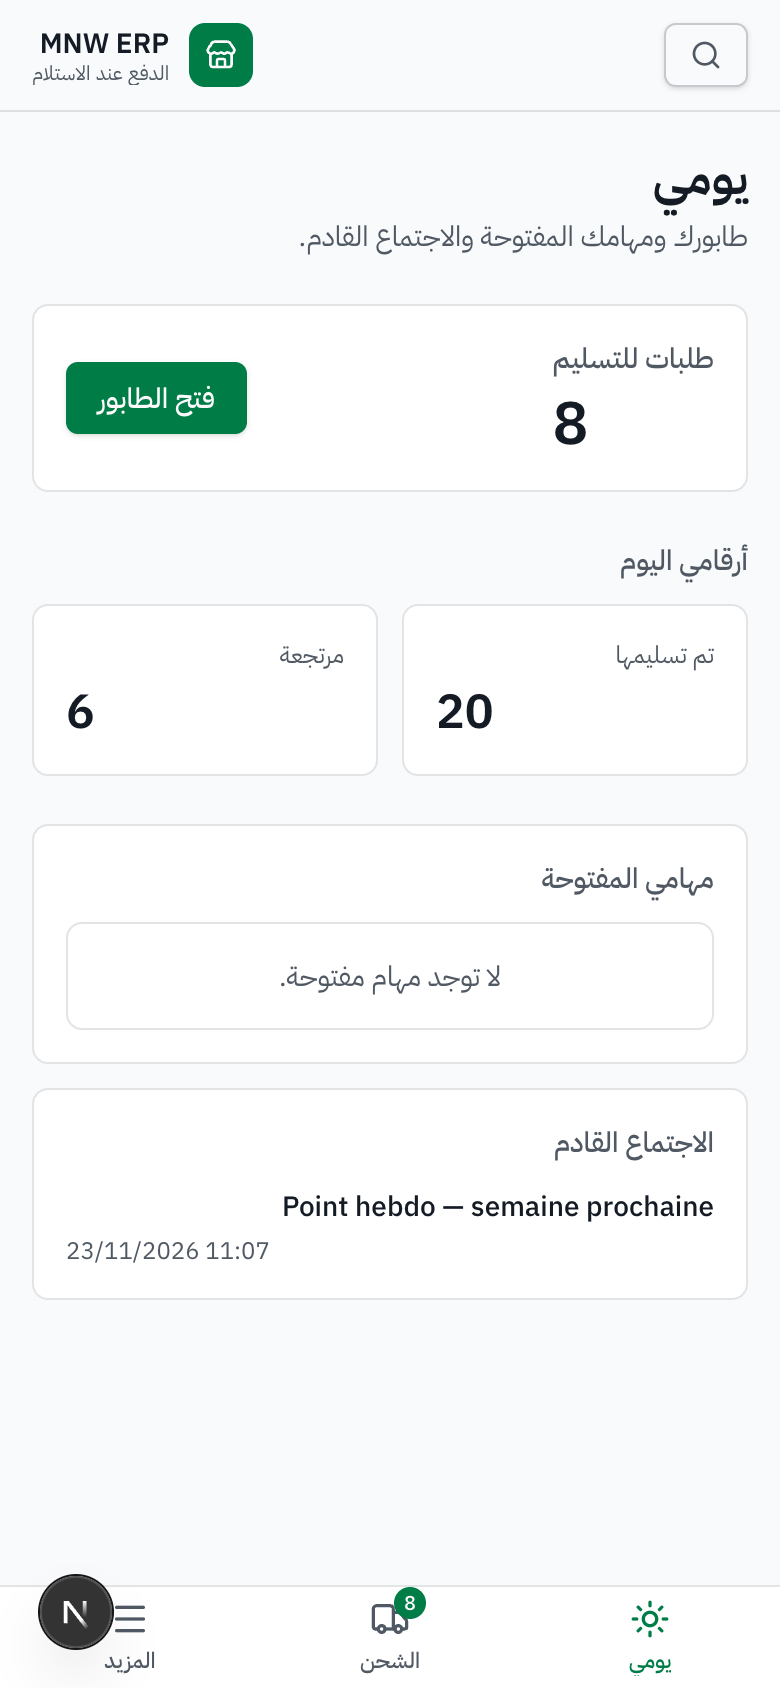 MNW ERP
الدفع عند الاستلام
يومي
طابورك ومهامك المفتوحة والاجتماع القادم.
طلبات للتسليم
8
فتح الطابور
أرقامي اليوم
تم تسليمها
20
مرتجعة
6
مهامي المفتوحة
لا توجد مهام مفتوحة.
الاجتماع القادم
Point hebdo — semaine prochaine
23/11/2026 11:07
يومي
8
الشحن
المزيد
N